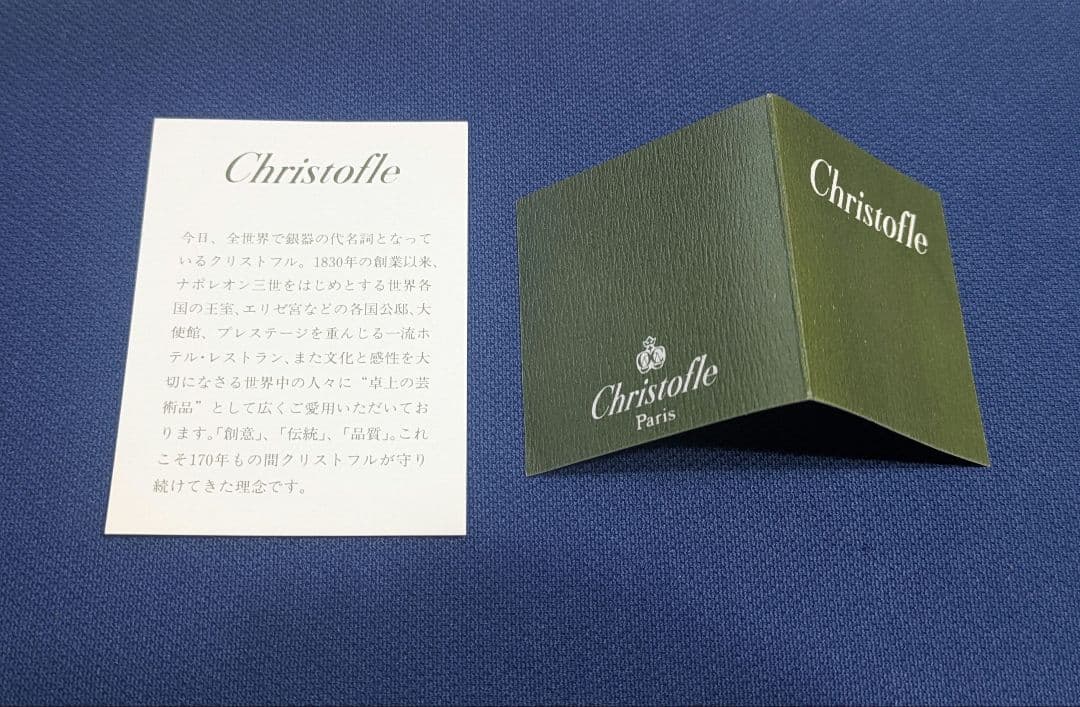 Christofle
今日、全世界で銀器の代名詞となって
いるクリストフル。1830年の創業以来、
ナポレオン三世をはじめとする世界各
国の王室、エリゼ宮などの各国公邸、大
使館、プレステージを重んじる一流ホ
テル・レストラン、また文化と感性を大
切になさる世界中の人々に“卓上の芸
術品”として広くご愛用いただいてお
ります。「創意」、「伝統」、「品質」。これ
こそ170年もの間クリストフルが守り
続けてきた理念です。
Christofle
Paris
Christofle